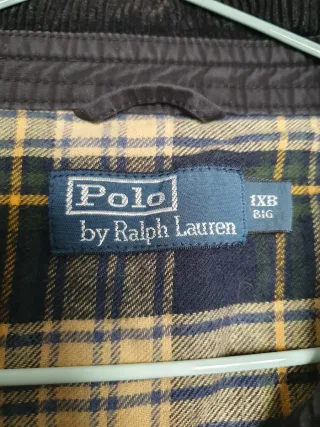 Polo
by Ralph Lauren
1XB
BIG